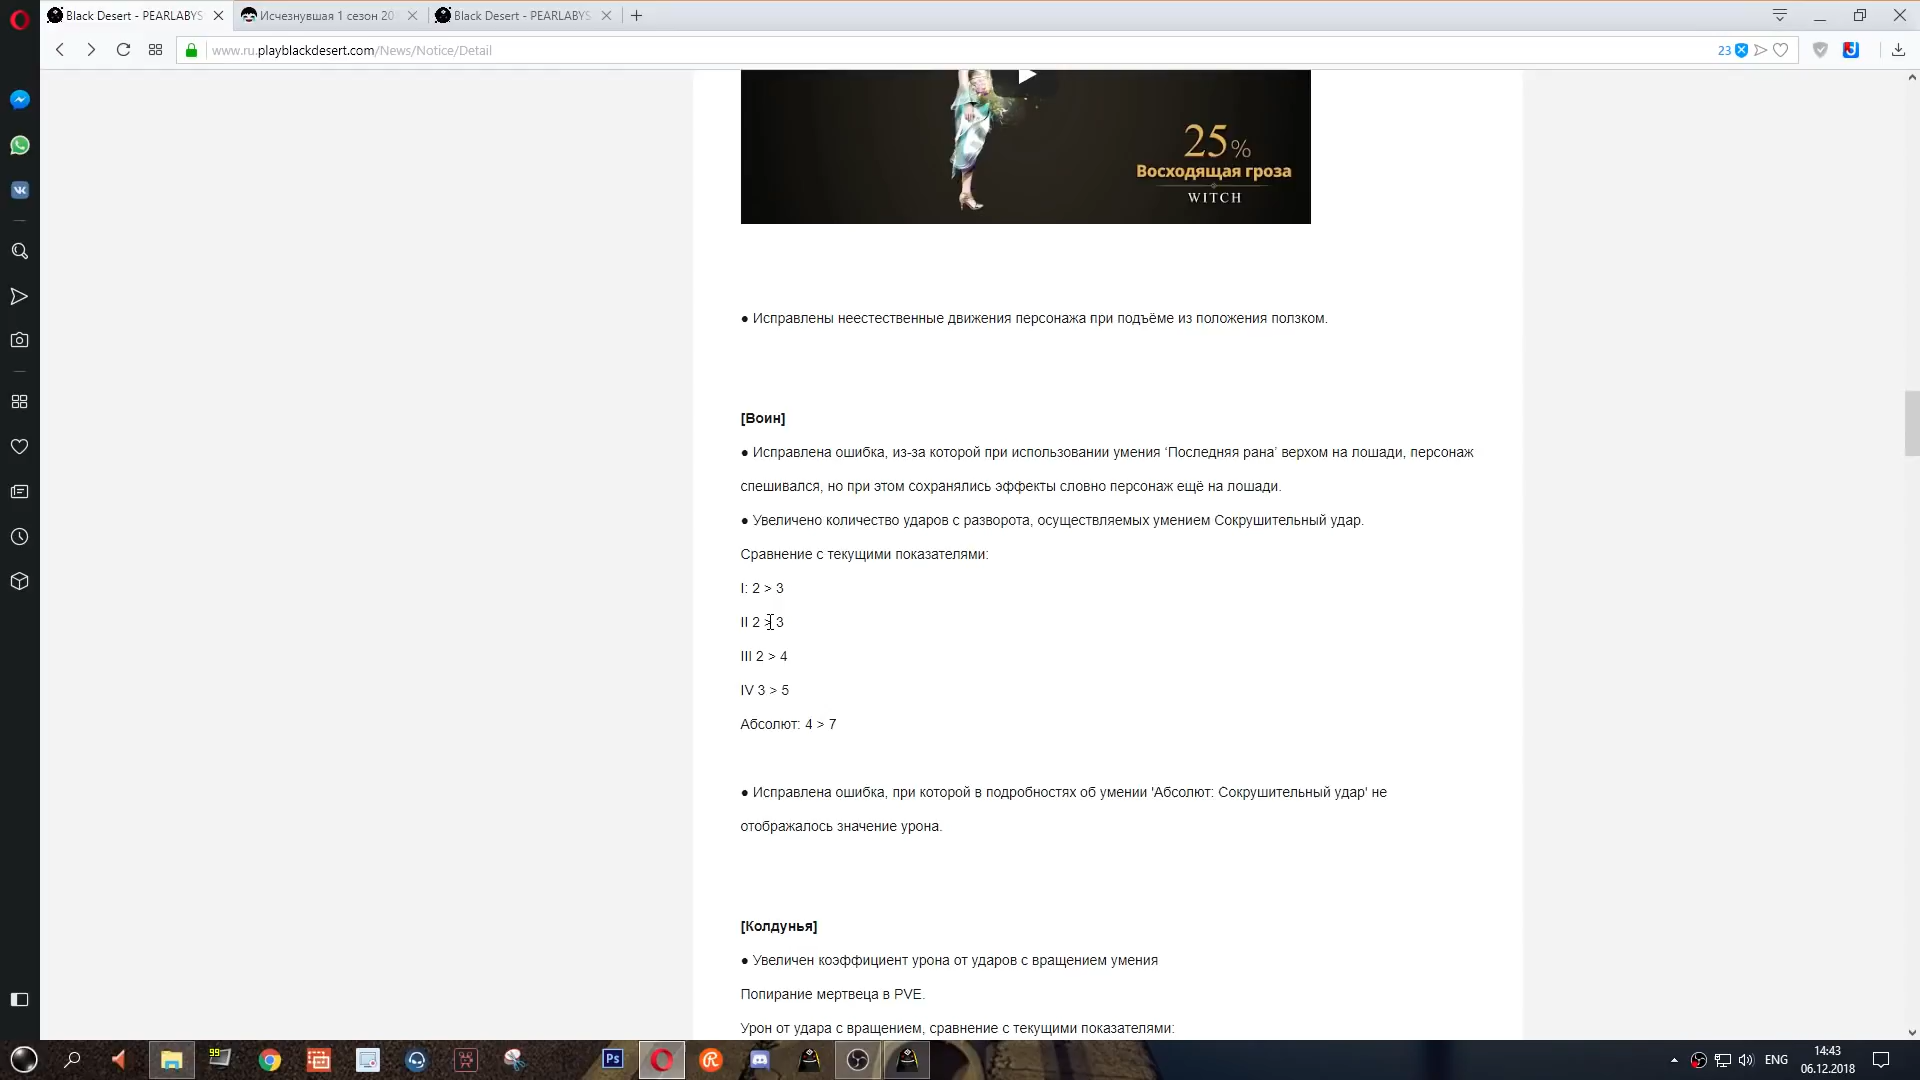 Black Desert - PEARLABYS
Исчезнувшая 1 сезон 20
Black Desert - PEARLABYS
www.ru.playblackdesert.com/News/Notice/Detail
23
25%
Восходящая гроза
WITCH
● Исправлены неестественные движения персонажа при подъёме из положения ползком.
[Воин]
● Исправлена ошибка, из-за которой при использовании умения ‘Последняя рана’ верхом на лошади, персонаж
спешивался, но при этом сохранялись эффекты словно персонаж ещё на лошади.
● Увеличено количество ударов с разворота, осуществляемых умением Сокрушительный удар.
Сравнение с текущими показателями:
I: 2 > 3
II 2 > 3
III 2 > 4
IV 3 > 5
Абсолют: 4 > 7
● Исправлена ошибка, при которой в подробностях об умении 'Абсолют: Сокрушительный удар' не
отображалось значение урона.
[Колдунья]
● Увеличен коэффициент урона от ударов с вращением умения
Попирание мертвеца в PVE.
Урон от удара с вращением, сравнение с текущими показателями:
99
Ps
ENG
14:43
06.12.2018